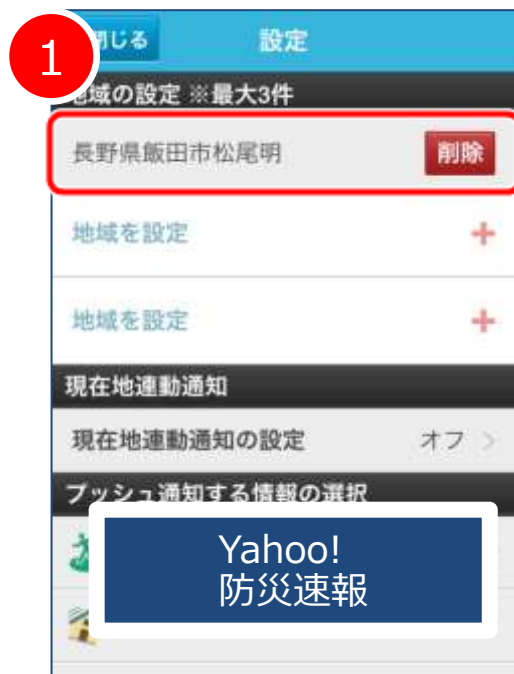 1
閉じる
設定
地域の設定 ※最大3件
長野県飯田市松尾明
削除
地域を設定
+
地域を設定
+
現在地連動通知
現在地連動通知の設定
オフ >
プッシュ通知する情報の選択
Yahoo!
防災速報